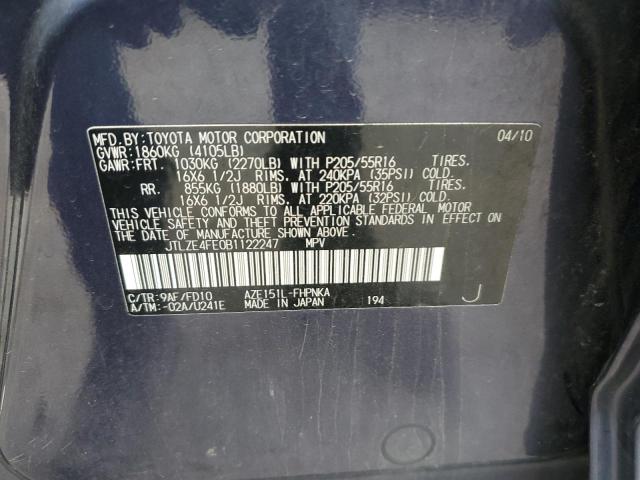 MFD.BY:TOYOTA MOTOR CORPORATION 04/10
GVWR:1860KG (4105LB)
GAWR:FRT. 1030KG (2270LB) WITH P205/55R16 TIRES.
16X6 1/2J RIMS. AT 240KPA (35PSI) COLD.
RR. 855KG (1880LB) WITH P205/55R16 TIRES.
16X6 1/2J RIMS. AT 220KPA (32PSI) COLD.
THIS VEHICLE CONFORMS TO ALL APPLICABLE FEDERAL MOTOR
VEHICLE SAFETY AND THEFT PREVENTION STANDARDS IN EFFECT ON
THE DATE OF MANUFACTURE SHOWN ABOVE.
JTLZE4FE0B1122247 MPV
C/TR:9AF/FD10 AZE151L-FHPNKA
A/TM:-02A/U241E MADE IN JAPAN 194 J